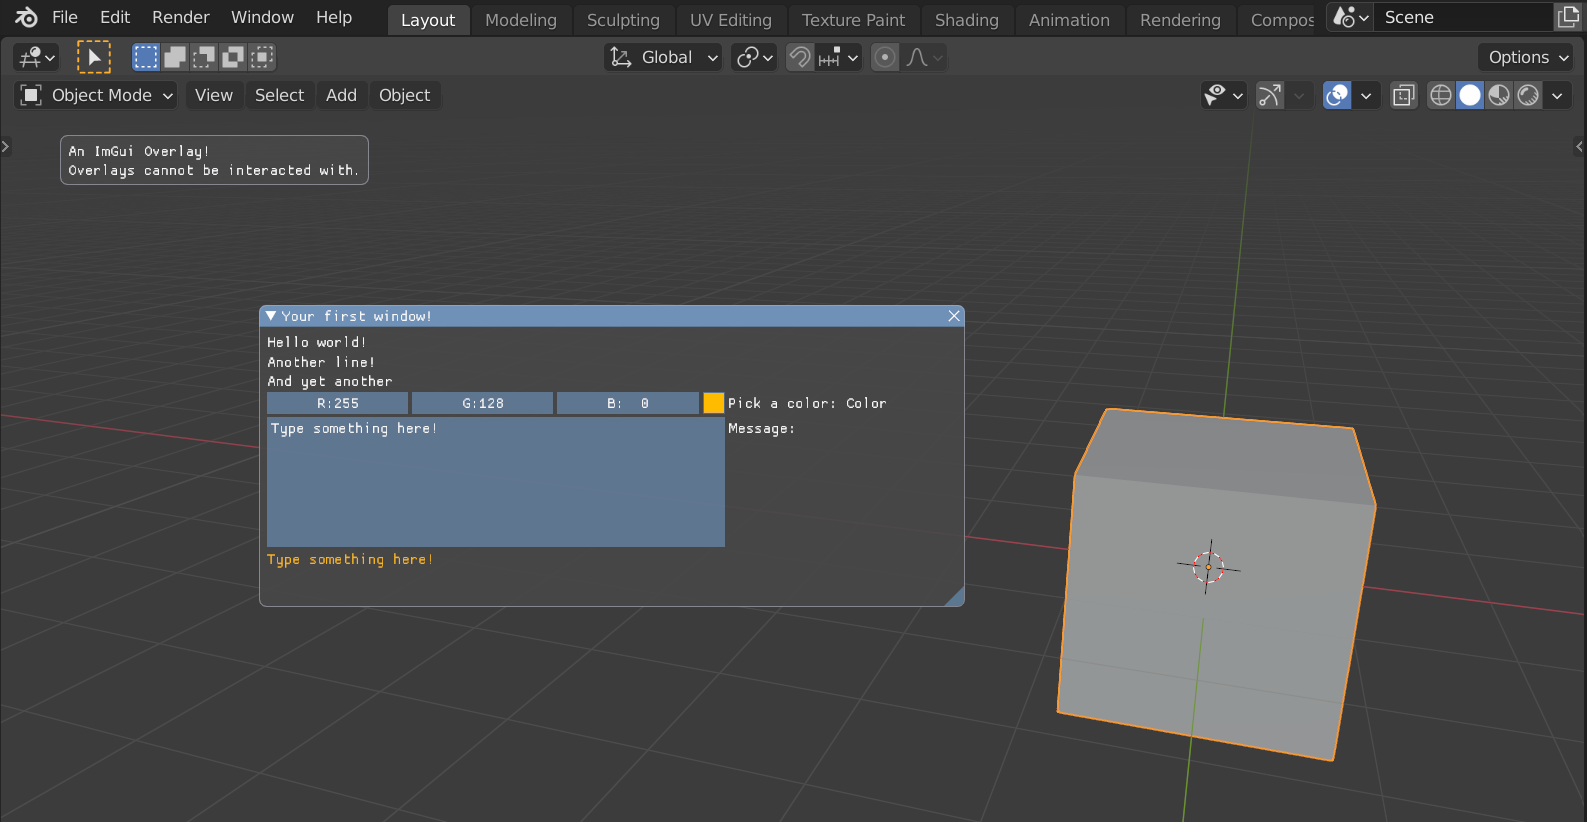 File Edit Render Window Help Layout Modeling Sculpting UV Editing Texture Paint Shading Animation Rendering Compos Scene
Global Options
Object Mode View Select Add Object
An ImGui Overlay!
Overlays cannot be interacted with.
Your first window!
Hello world!
Another line!
And yet another
R:255 G:128 B: 0 Pick a color: Color
Type something here! Message:
Type something here!